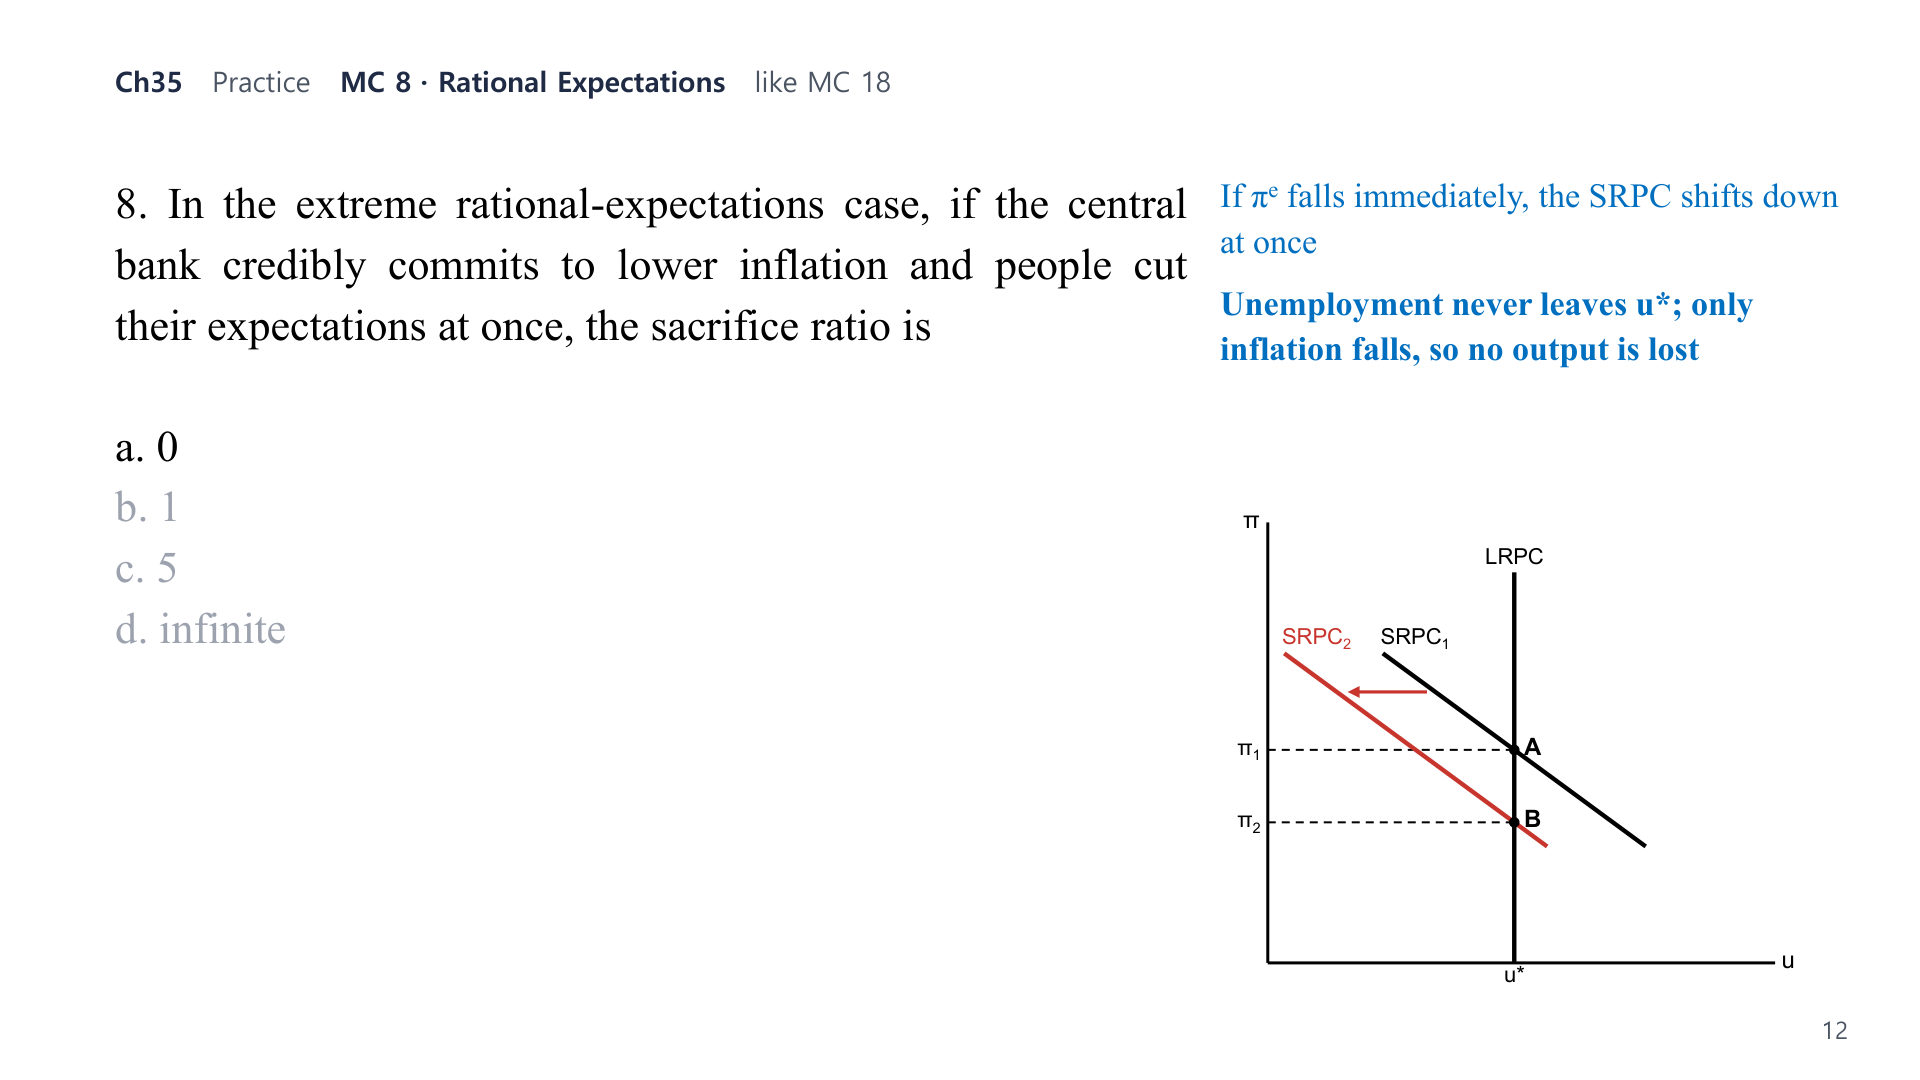 Ch35 Practice MC 8 · Rational Expectations like MC 18
8. In the extreme rational-expectations case, if the central
bank credibly commits to lower inflation and people cut
their expectations at once, the sacrifice ratio is
a. 0
b. 1
c. 5
d. infinite
If πᵉ falls immediately, the SRPC shifts down
at once
Unemployment never leaves u*; only
inflation falls, so no output is lost
π
LRPC
SRPC₂ SRPC₁
π₁ A
π₂ B
u
u*
12